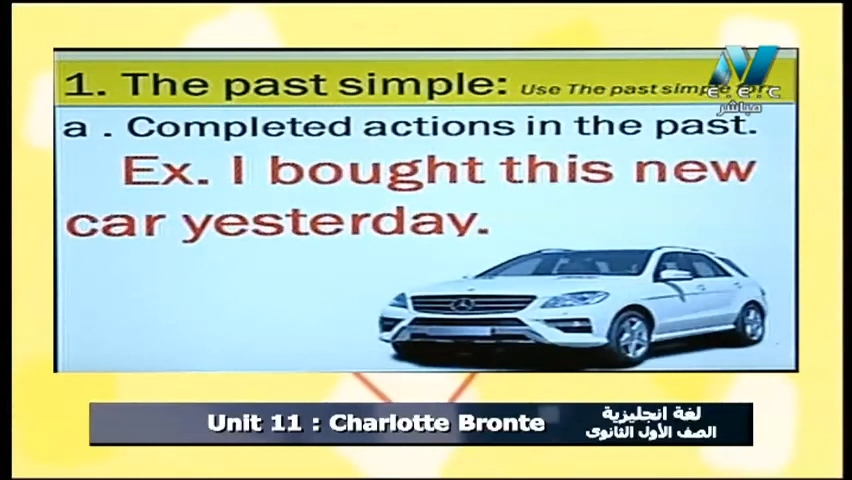 1. The past simple: Use The past simple
a . Completed actions in the past.
Ex. I bought this new
car yesterday.
E.E.C
مباشر
Unit 11 : Charlotte Bronte
لغة انجليزية
الصف الأول الثانوى